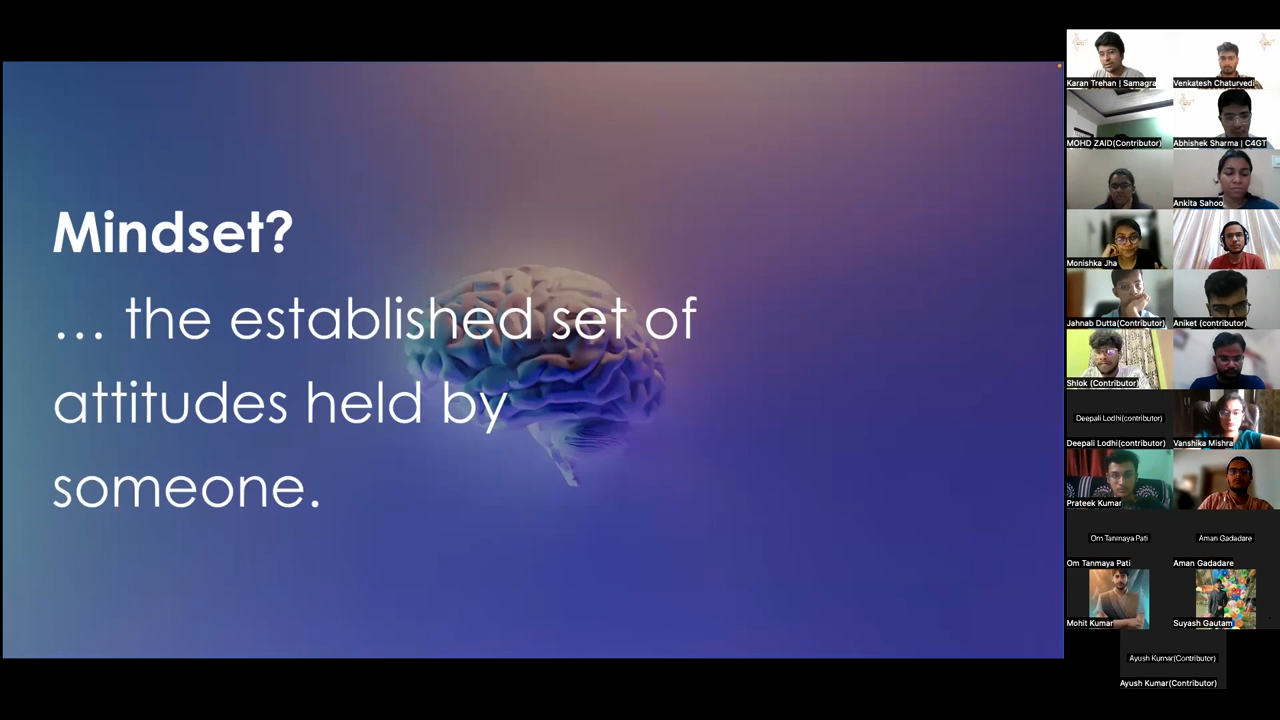 Mindset?
... the established set of
attitudes held by
someone.
Karan Trehan | Samagra
Venkatesh Chaturvedi
MOHD ZAID(Contributor)
Abhishek Sharma | C4GT
Ankita Sahoo
Monishka Jha
Jahnab Dutta(Contributor)
Aniket (contributor)
Shlok (Contributor)
Deepali Lodhi(contributor)
Deepali Lodhi(contributor)
Vanshika Mishra
Prateek Kumar
Om Tanmaya Pati
Aman Gadadare
Om Tanmaya Pati
Aman Gadadare
Mohit Kumar
Suyash Gautam
Ayush Kumar(Contributor)
Ayush Kumar(Contributor)